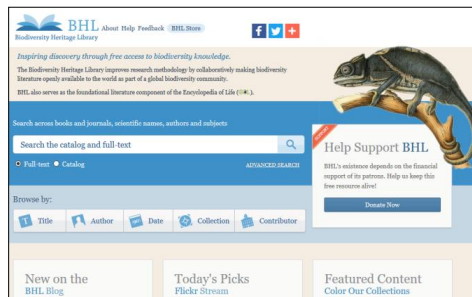 BHL About Help Feedback BHL Store
Biodiversity Heritage Library
Inspiring discovery through free access to biodiversity knowledge.
The Biodiversity Heritage Library improves research methodology by collaboratively making biodiversity
literature openly available to the world as part of a global biodiversity community.
BHL also serves as the foundational literature component of the Encyclopedia of Life ( ).
Search across books and journals, scientific names, authors and subjects
Search the catalog and full-text
Full-text Catalog
ADVANCED SEARCH
SUPPORT
Help Support BHL
BHL's existence depends on the financial
support of its patrons. Help us keep this
free resource alive!
Donate Now
Browse by:
Title Author Date Collection Contributor
New on the
BHL Blog
Today's Picks
Flickr Stream
Featured Content
Color Our Collections